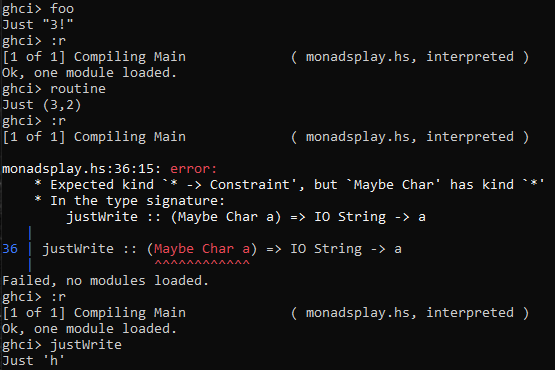 ghci> foo
Just "3!"
ghci> :r
[1 of 1] Compiling Main             ( monadsplay.hs, interpreted )
Ok, one module loaded.
ghci> routine
Just (3,2)
ghci> :r
[1 of 1] Compiling Main             ( monadsplay.hs, interpreted )
monadsplay.hs:36:15: error:
    * Expected kind `* -> Constraint', but `Maybe Char' has kind `*'
    * In the type signature:
        justWrite :: (Maybe Char a) => IO String -> a
   |
36 | justWrite :: (Maybe Char a) => IO String -> a
   |               ^^^^^^^^^^^^
Failed, no modules loaded.
ghci> :r
[1 of 1] Compiling Main             ( monadsplay.hs, interpreted )
Ok, one module loaded.
ghci> justWrite
Just 'h'